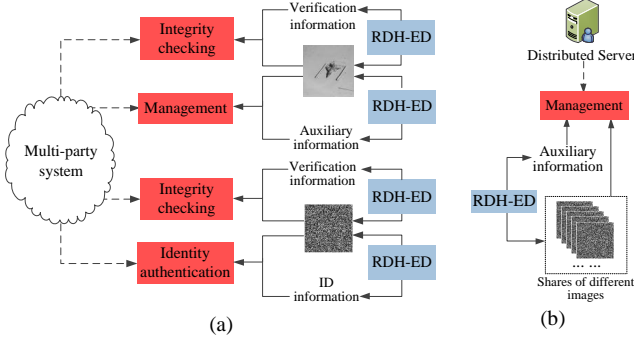 Verification
information
Integrity
checking
RDH-ED
Management
RDH-ED
Auxiliary
information
Multi-party
system
Verification
information
Integrity
checking
RDH-ED
Identity
authentication
RDH-ED
ID
information
(a)
Distributed Server
Management
Auxiliary
information
RDH-ED
... ...
Shares of different
images
(b)